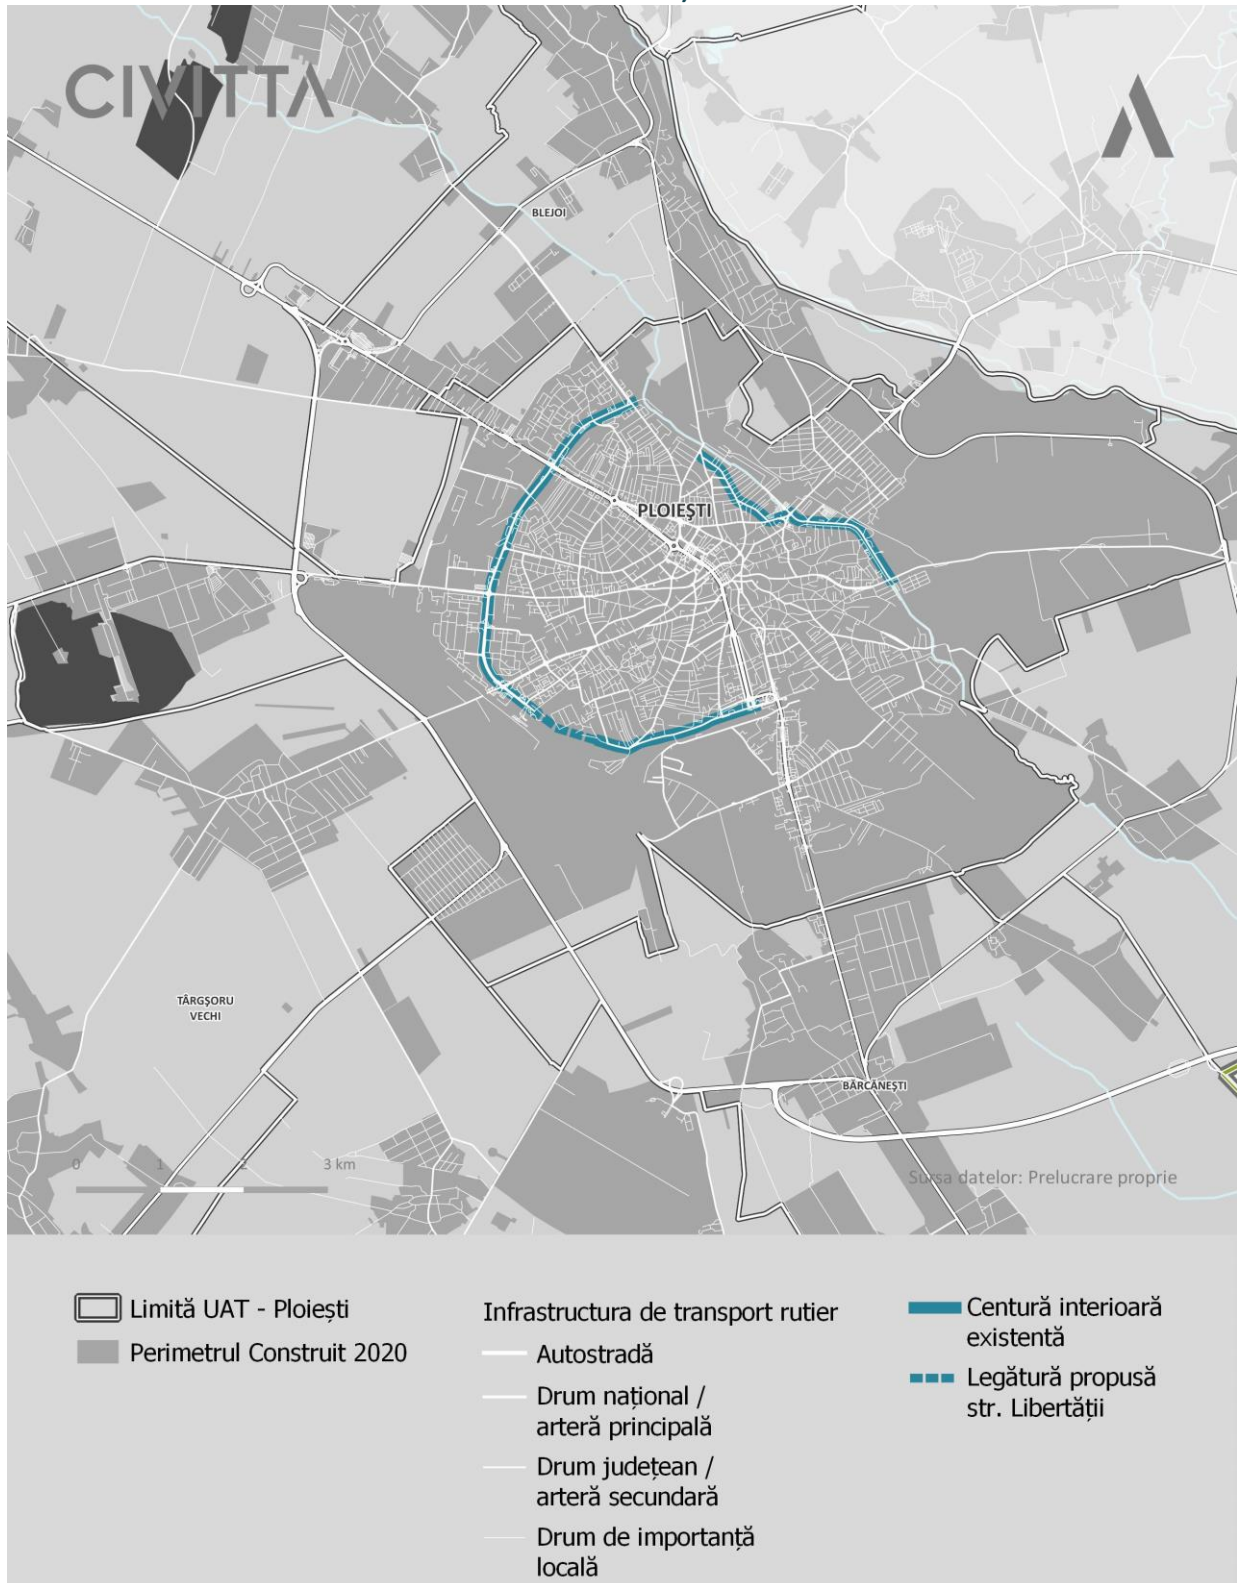 CIVITTA
BLEJOI
PLOIEȘTI
TÂRGȘORU
VECHI
BĂRCĂNEȘTI
0 1 2 3 km
Sursa datelor: Prelucrare proprie
Limită UAT - Ploiești
Perimetrul Construit 2020
Infrastructura de transport rutier
Autostradă
Drum național /
arteră principală
Drum județean /
arteră secundară
Drum de importanță
locală
Centură interioară
existentă
Legătură propusă
str. Libertății